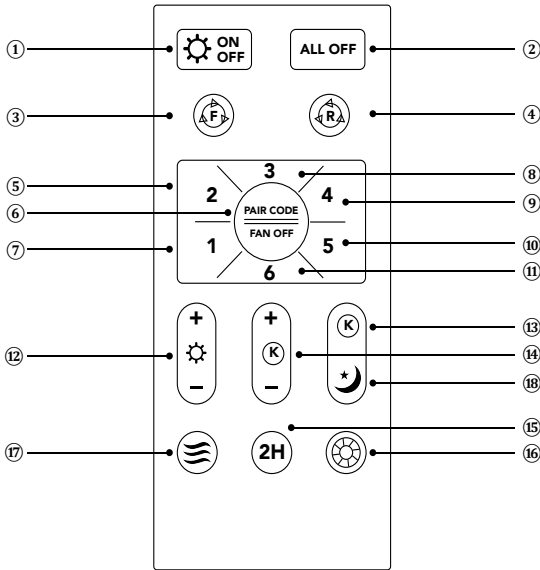 ① ON ②
OFF ALL OFF
③ F R ④
⑤ 3 ⑧
2 4 ⑨
⑥ PAIR CODE
FAN OFF
⑦ 1 5 ⑩
6 ⑪
+ + K ⑬
⑫ K ⑭
− − ⑱
⑮
⑰ 2H ⑯